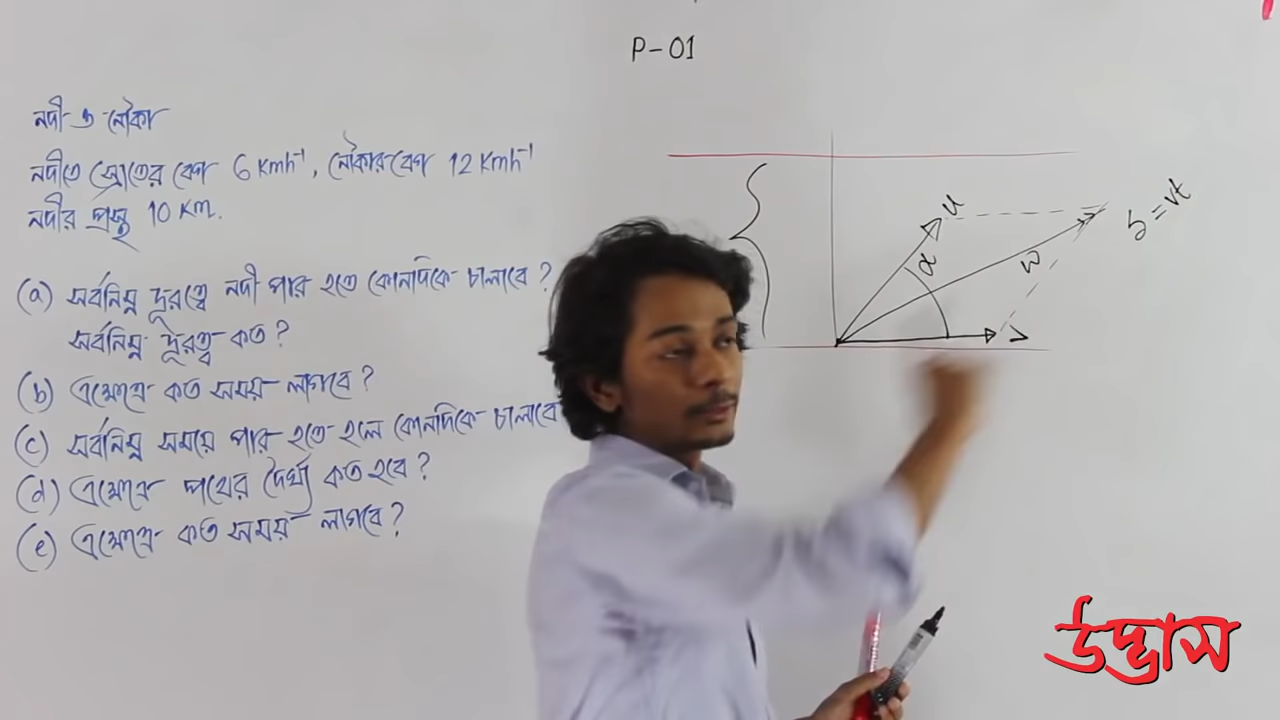 P-01
নদী ও নৌকা
নদীতে স্রোতের বেগ 6 Kmh⁻¹, নৌকার বেগ 12 Kmh⁻¹
নদীর প্রস্থ 10 Km.
(a) সর্বনিম্ন দূরত্বে নদী পার হতে কোনদিকে চালাবে?
সর্বনিম্ন দূরত্ব কত?
(b) এক্ষেত্রে কত সময় লাগবে?
(c) সর্বনিম্ন সময়ে পার হতে হলে কোনদিকে চালাবে
(d) এক্ষেত্রে পথের দৈর্ঘ্য কত হবে?
(e) এক্ষেত্রে কত সময় লাগবে?
u
α
w
v
s = vt
উদ্ভাস